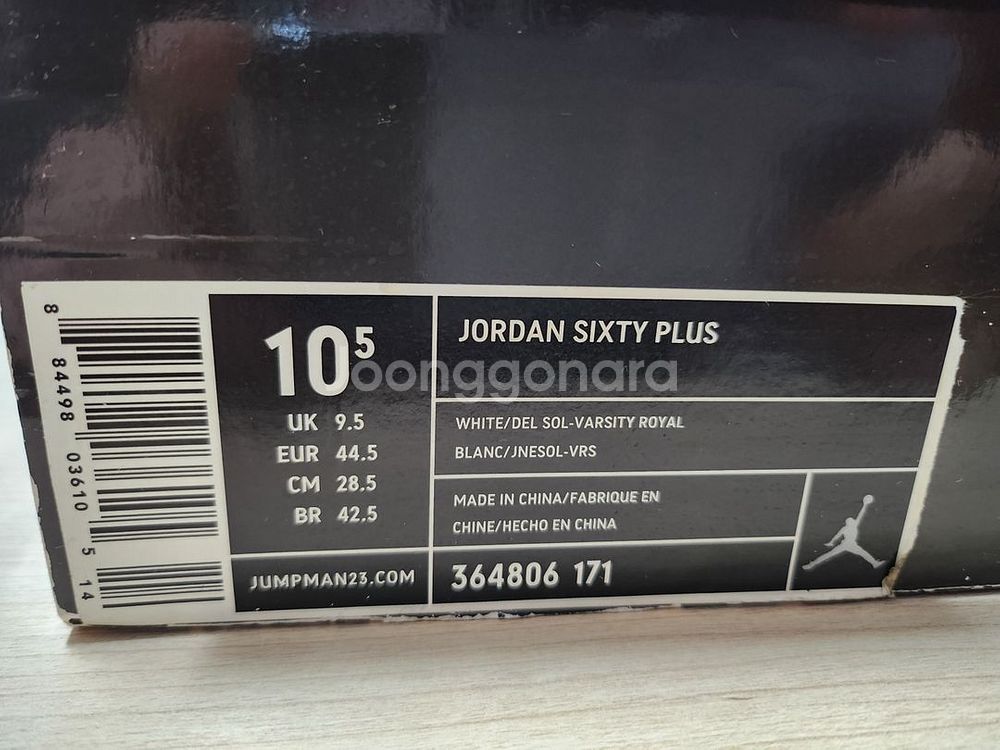 8 84498 03610 5 14
10⁵
UK 9.5
EUR 44.5
CM 28.5
BR 42.5
JUMPMAN23.COM
JORDAN SIXTY PLUS
WHITE/DEL SOL-VARSITY ROYAL
BLANC/JNESOL-VRS
MADE IN CHINA/FABRIQUE EN
CHINE/HECHO EN CHINA
364806 171
joonggonara